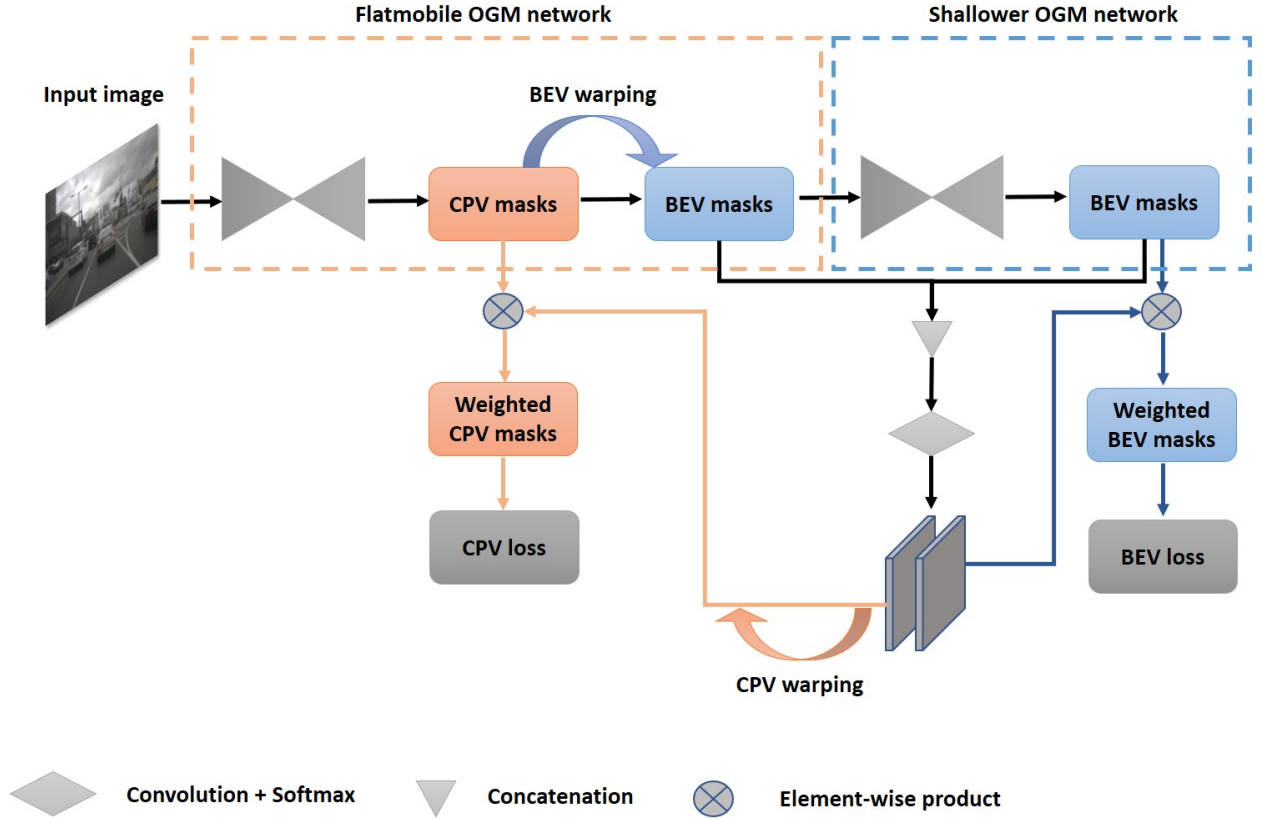 Flatmobile OGM network
Shallower OGM network
Input image
BEV warping
CPV masks
BEV masks
BEV masks
Weighted
CPV masks
Weighted
BEV masks
CPV loss
BEV loss
CPV warping
Convolution + Softmax
Concatenation
Element-wise product